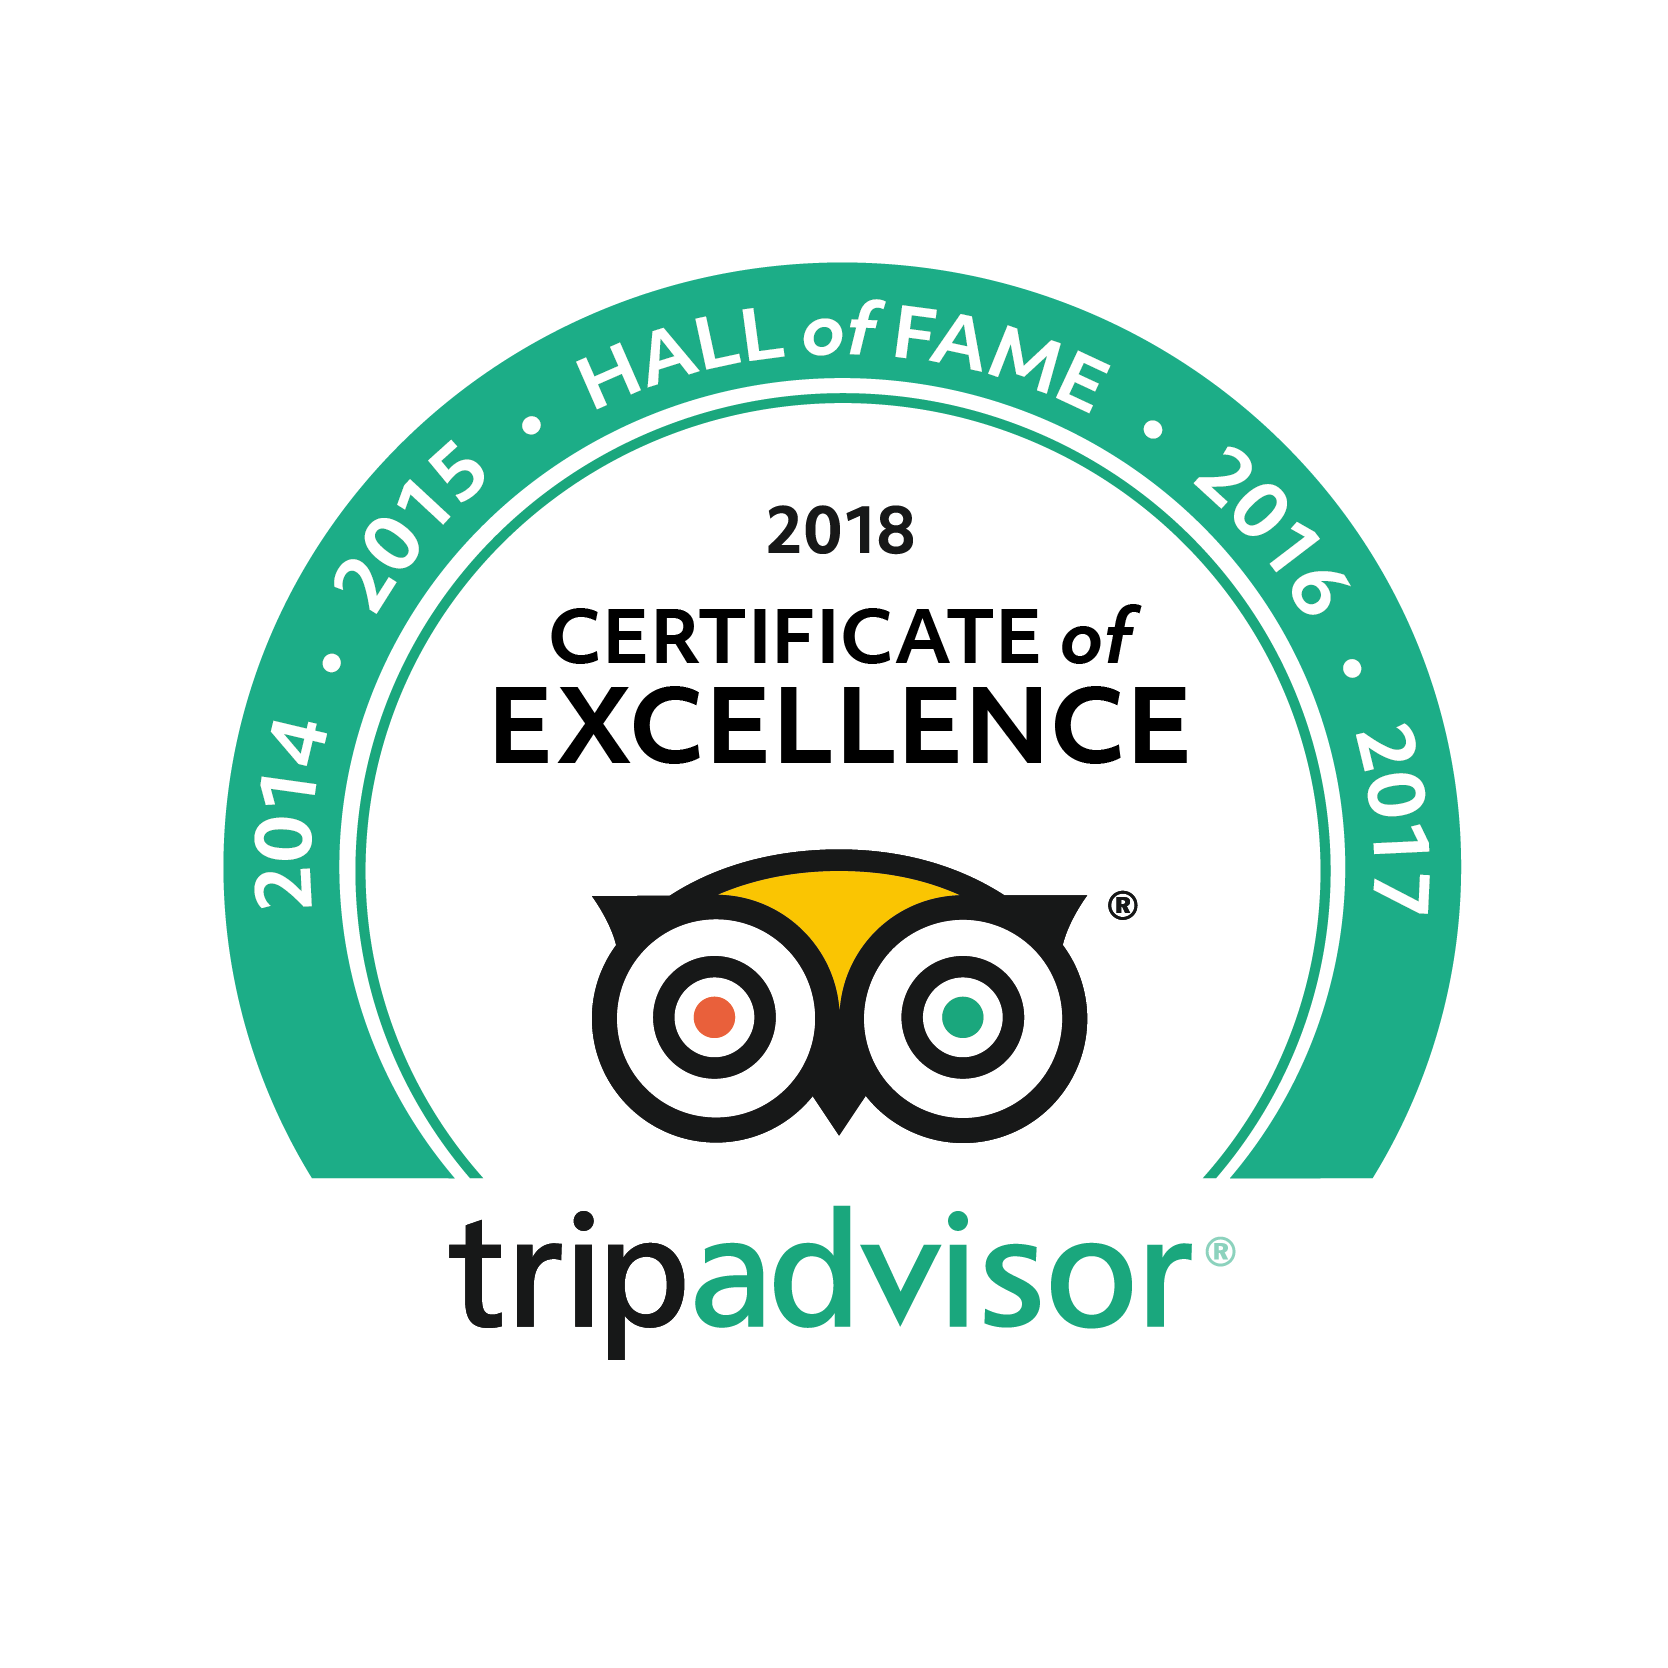 2014 • 2015 • HALL of FAME • 2016 • 2017
2018
CERTIFICATE of
EXCELLENCE
®
tripadvisor®